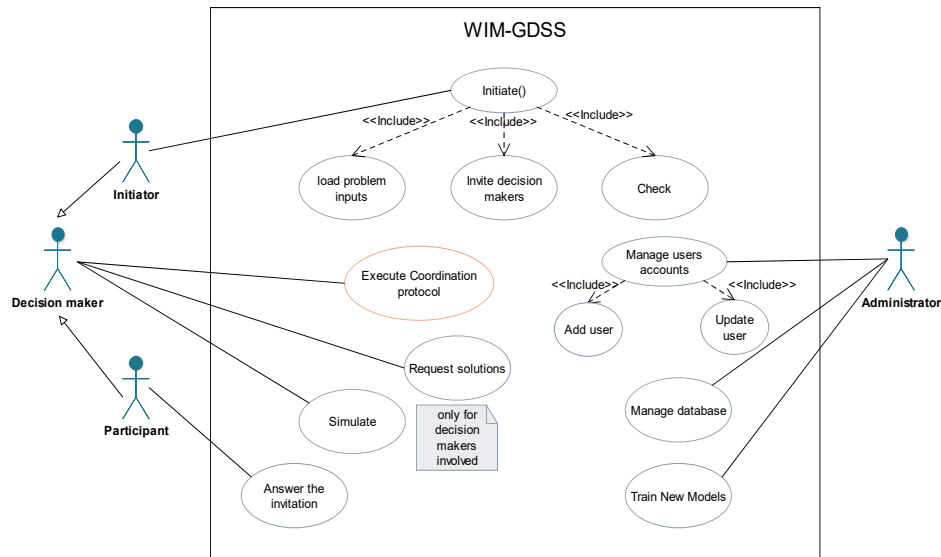 WIM-GDSS
Initiate()
<<Include>>
<<Include>>
<<Include>>
load problem
inputs
Invite decision
makers
Check
Initiator
Decision maker
Execute Coordination
protocol
Manage users
accounts
<<Include>>
<<Include>>
Add user
Update
user
Administrator
Request solutions
only for
decision
makers
involved
Simulate
Participant
Manage database
Answer the
invitation
Train New Models